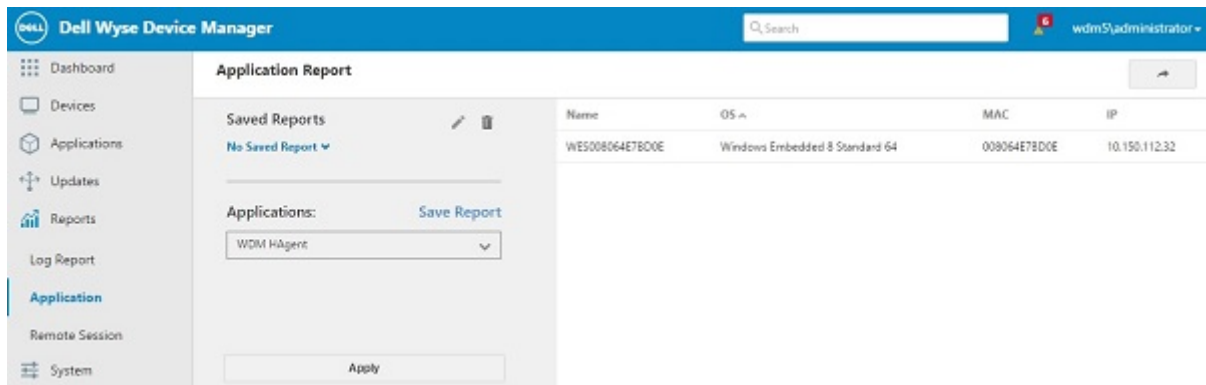 DELL Dell Wyse Device Manager
Search
6
wdm5\administrator
Dashboard
Devices
Applications
Updates
Reports
Log Report
Application
Remote Session
System
Application Report
Saved Reports
No Saved Report
Applications: Save Report
WDM HAgent
Apply
Name OS MAC IP
WES008064E7BD0E Windows Embedded 8 Standard 64 008064E7BD0E 10.150.112.32